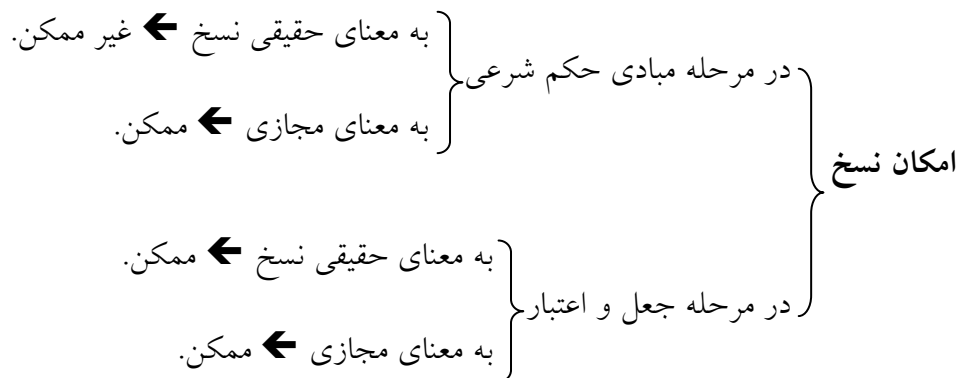 به معنای حقیقی نسخ 🡸 غیر ممکن.
در مرحله مبادی حکم شرعی
به معنای مجازی 🡸 ممکن.
امکان نسخ
به معنای حقیقی نسخ 🡸 ممکن.
در مرحله جعل و اعتبار
به معنای مجازی 🡸 ممکن.